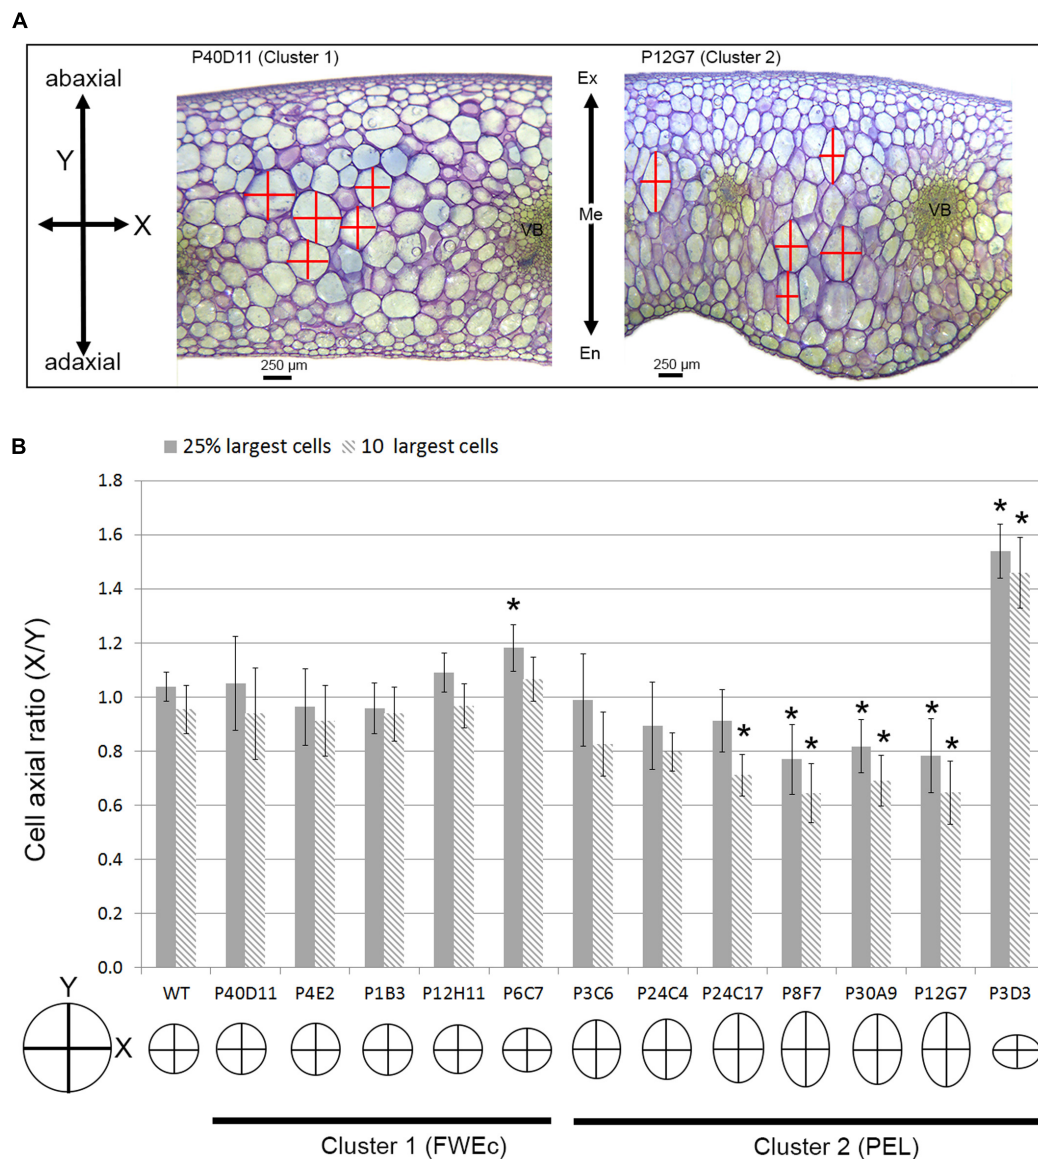 A
P40D11 (Cluster 1)
P12G7 (Cluster 2)
abaxial
Y
X
adaxial
VB
250 µm
Ex
Me
En
VB
250 µm
B
25% largest cells
10 largest cells
Cell axial ratio (X/Y)
1.8
1.6
1.4
1.2
1.0
0.8
0.6
0.4
0.2
0.0
* * * * * * * * * *
WT P40D11 P4E2 P1B3 P12H11 P6C7 P3C6 P24C4 P24C17 P8F7 P30A9 P12G7 P3D3
Y
X
Cluster 1 (FWEc)
Cluster 2 (PEL)